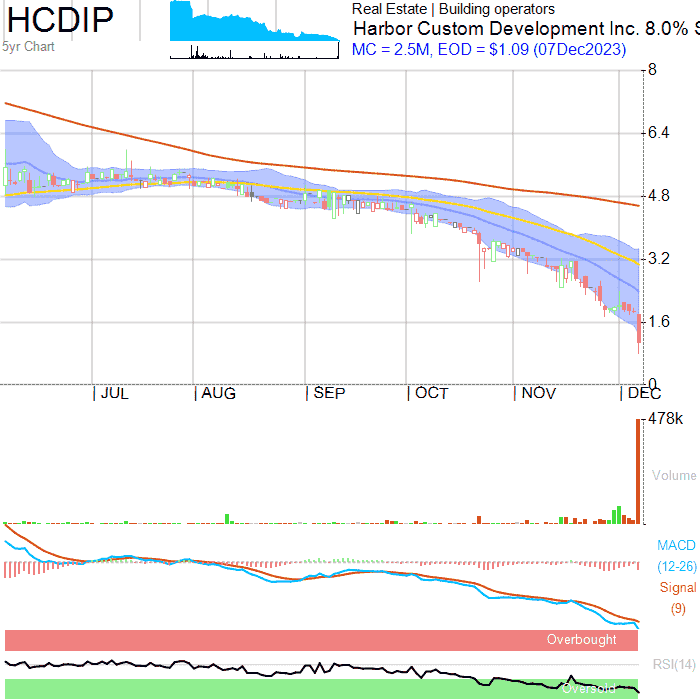 HCDIP
5yr Chart
Real Estate | Building operators
Harbor Custom Development Inc. 8.0% S
MC = 2.5M, EOD = $1.09 (07Dec2023)
8
6.4
4.8
3.2
1.6
0
JUL AUG SEP OCT NOV DEC
478k
Volume
MACD
(12-26)
Signal
(9)
Overbought
RSI(14)
Oversold